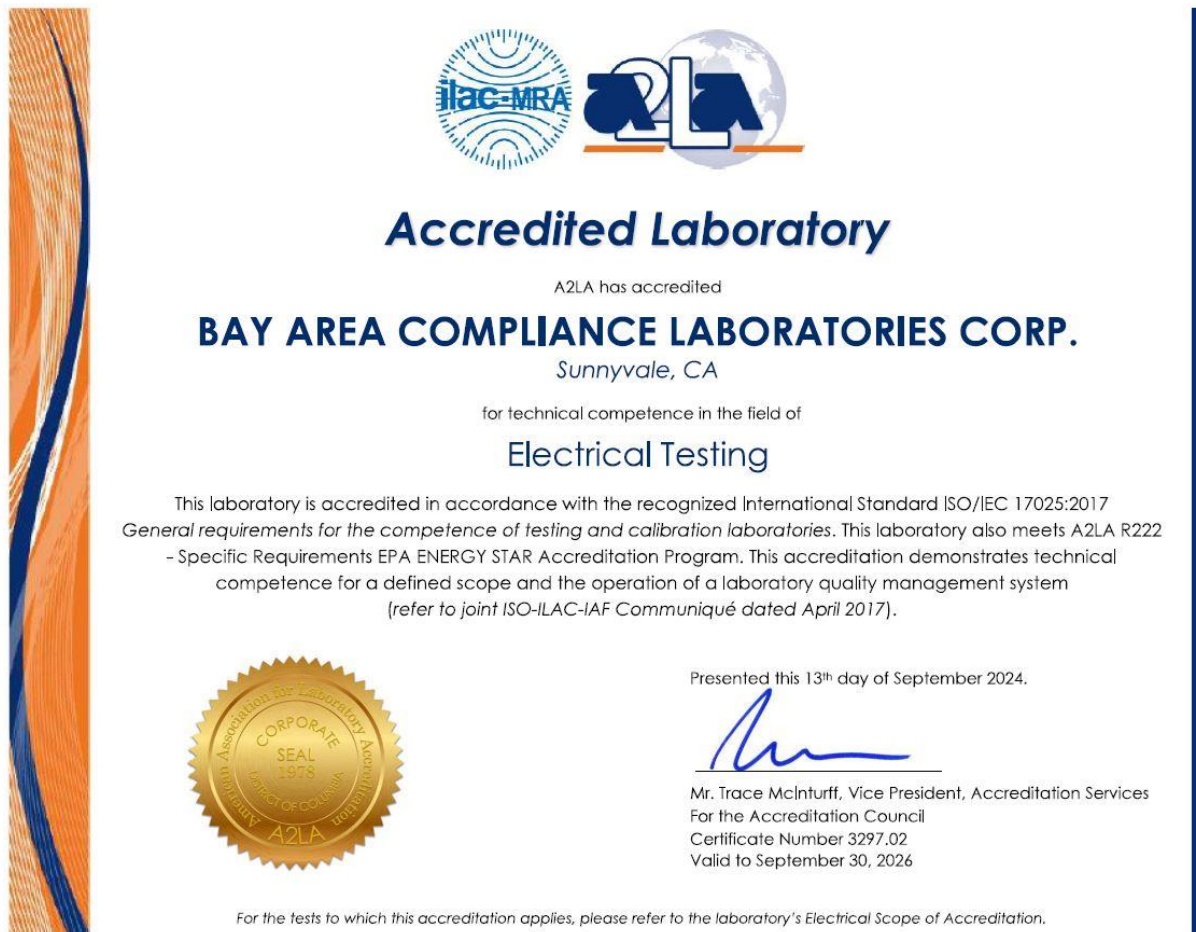 ilac-MRA
A2LA
Accredited Laboratory
A2LA has accredited
BAY AREA COMPLIANCE LABORATORIES CORP.
Sunnyvale, CA
for technical competence in the field of
Electrical Testing
This laboratory is accredited in accordance with the recognized International Standard ISO/IEC 17025:2017
General requirements for the competence of testing and calibration laboratories. This laboratory also meets A2LA R222
- Specific Requirements EPA ENERGY STAR Accreditation Program. This accreditation demonstrates technical
competence for a defined scope and the operation of a laboratory quality management system
(refer to joint ISO-ILAC-IAF Communiqué dated April 2017).
American Association for Laboratory Accreditation
CORPORATE
SEAL
1978
DISTRICT OF COLUMBIA
A2LA
Presented this 13th day of September 2024.
Mr. Trace McInturff, Vice President, Accreditation Services
For the Accreditation Council
Certificate Number 3297.02
Valid to September 30, 2026
For the tests to which this accreditation applies, please refer to the laboratory's Electrical Scope of Accreditation.